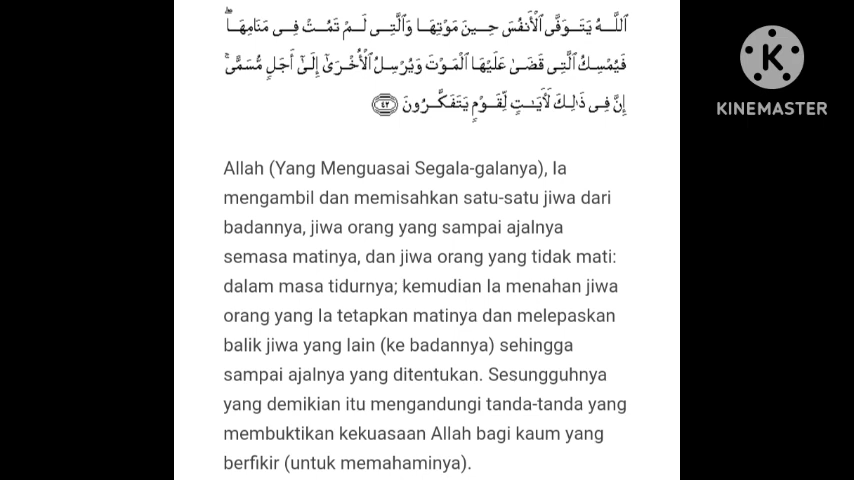 ٱللَّهُ يَتَوَفَّى ٱلْأَنفُسَ حِينَ مَوْتِهَا وَٱلَّتِى لَمْ تَمُتْ فِى مَنَامِهَا ۖ
فَيُمْسِكُ ٱلَّتِى قَضَىٰ عَلَيْهَا ٱلْمَوْتَ وَيُرْسِلُ ٱلْأُخْرَىٰٓ إِلَىٰٓ أَجَلٍ مُّسَمًّى ۚ
إِنَّ فِى ذَٰلِكَ لَـَٔايَـٰتٍ لِّقَوْمٍ يَتَفَكَّرُونَ ٤٢
KINEMASTER
Allah (Yang Menguasai Segala-galanya), Ia
mengambil dan memisahkan satu-satu jiwa dari
badannya, jiwa orang yang sampai ajalnya
semasa matinya, dan jiwa orang yang tidak mati:
dalam masa tidurnya; kemudian Ia menahan jiwa
orang yang Ia tetapkan matinya dan melepaskan
balik jiwa yang lain (ke badannya) sehingga
sampai ajalnya yang ditentukan. Sesungguhnya
yang demikian itu mengandungi tanda-tanda yang
membuktikan kekuasaan Allah bagi kaum yang
berfikir (untuk memahaminya).